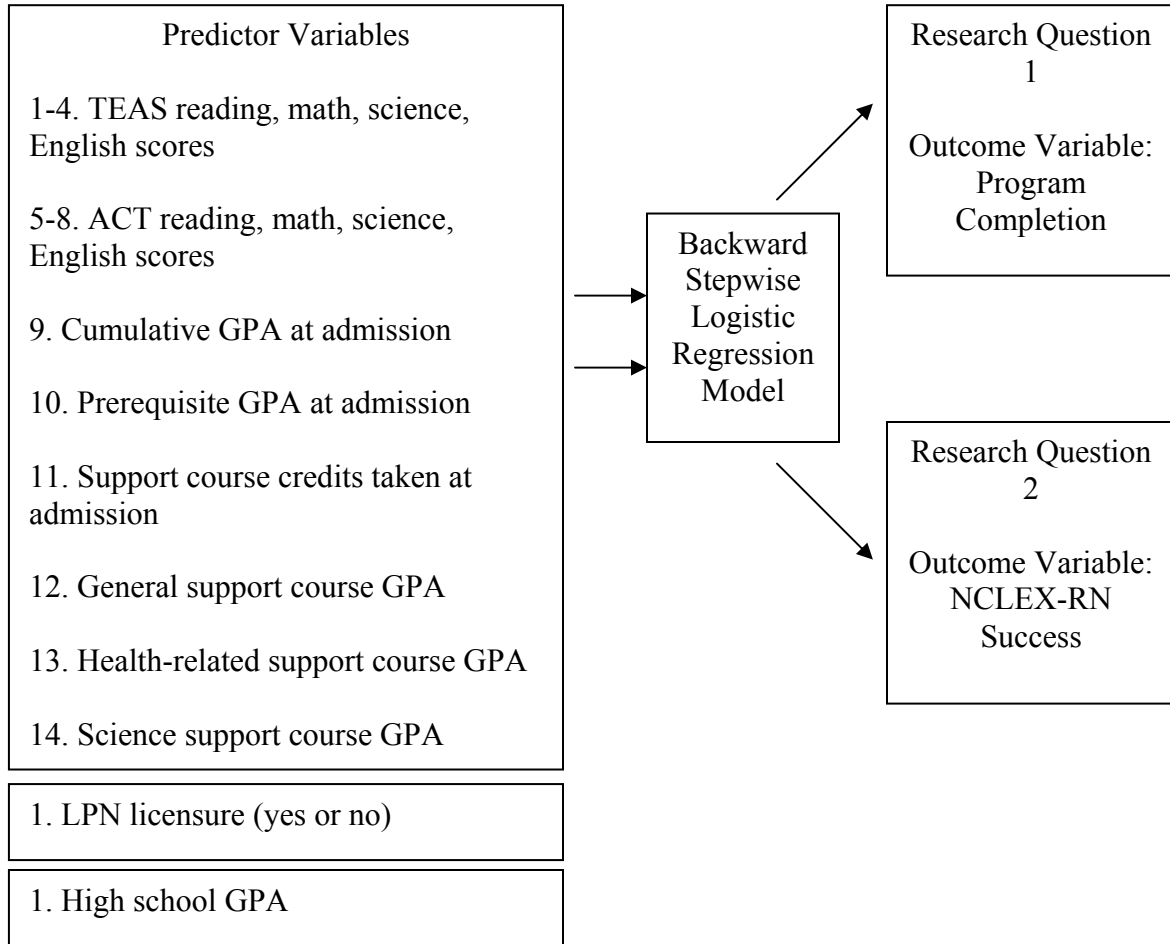 Predictor Variables
1-4. TEAS reading, math, science,
English scores
5-8. ACT reading, math, science,
English scores
9. Cumulative GPA at admission
10. Prerequisite GPA at admission
11. Support course credits taken at
admission
12. General support course GPA
13. Health-related support course GPA
14. Science support course GPA
1. LPN licensure (yes or no)
1. High school GPA
Backward
Stepwise
Logistic
Regression
Model
Research Question
1
Outcome Variable:
Program
Completion
Research Question
2
Outcome Variable:
NCLEX-RN
Success